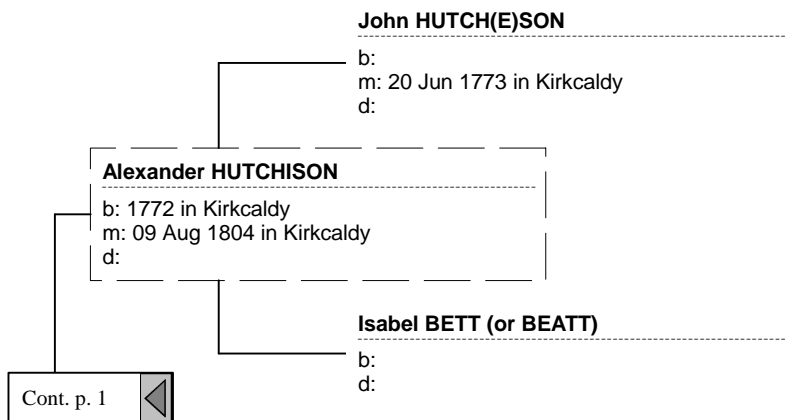 John HUTCH(E)SON
b:
m: 20 Jun 1773 in Kirkcaldy
d:
Alexander HUTCHISON
b: 1772 in Kirkcaldy
m: 09 Aug 1804 in Kirkcaldy
d:
Isabel BETT (or BEATT)
b:
d:
Cont. p. 1